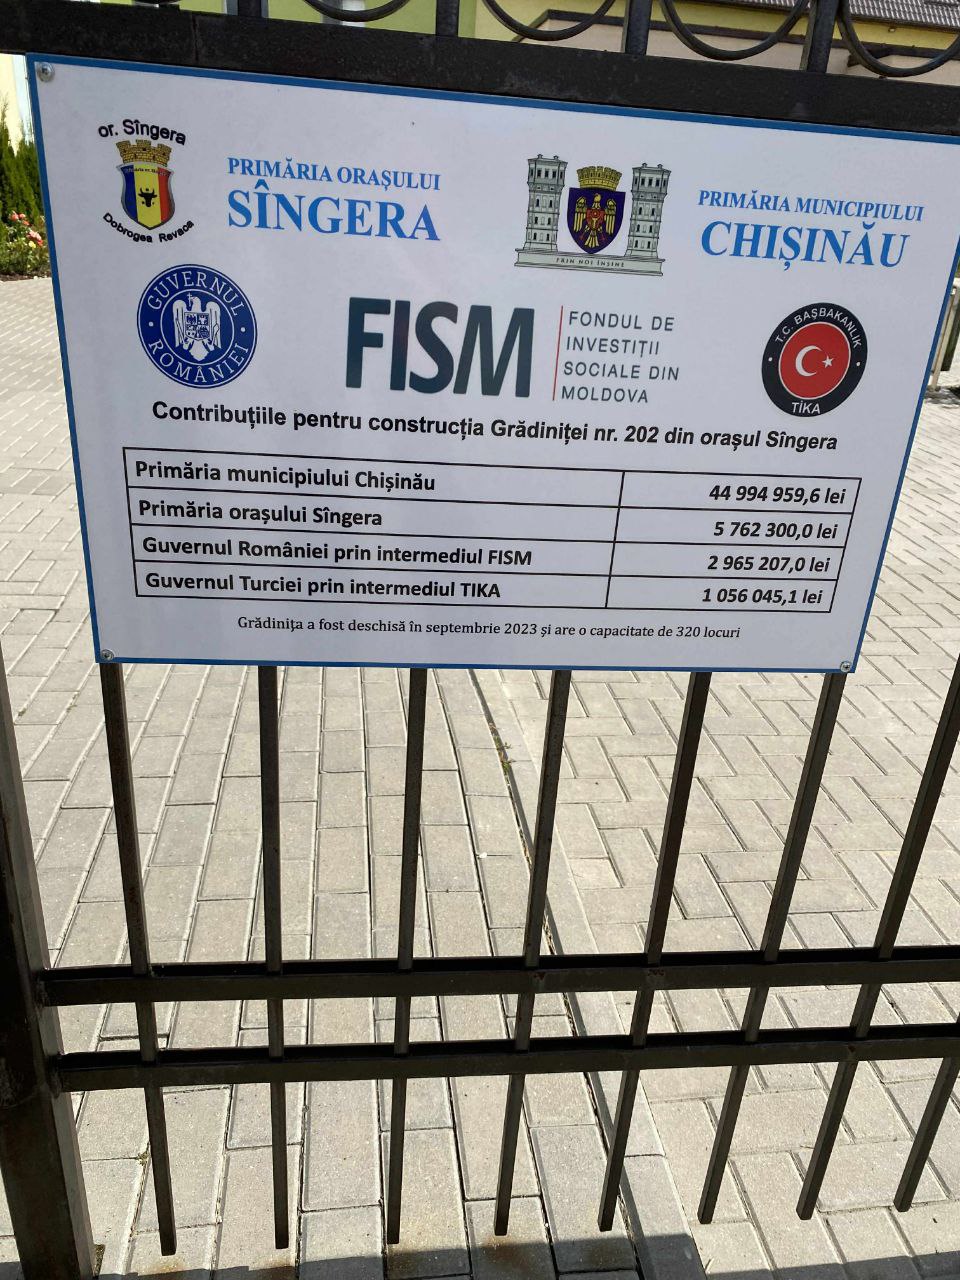 or. Sîngera
Dobrogea Revaca
PRIMĂRIA ORAȘULUI
SÎNGERA
PRIN NOI ÎNȘINE
PRIMĂRIA MUNICIPIULUI
CHIȘINĂU
GUVERNUL
ROMÂNIEI
FISM
FONDUL DE
INVESTIȚII
SOCIALE DIN
MOLDOVA
T.C. BAŞBAKANLIK
TİKA
Contribuțiile pentru construcția Grădiniței nr. 202 din orașul Sîngera
Primăria municipiului Chișinău 44 994 959,6 lei
Primăria orașului Sîngera 5 762 300,0 lei
Guvernul României prin intermediul FISM 2 965 207,0 lei
Guvernul Turciei prin intermediul TIKA 1 056 045,1 lei
Grădinița a fost deschisă în septembrie 2023 și are o capacitate de 320 locuri